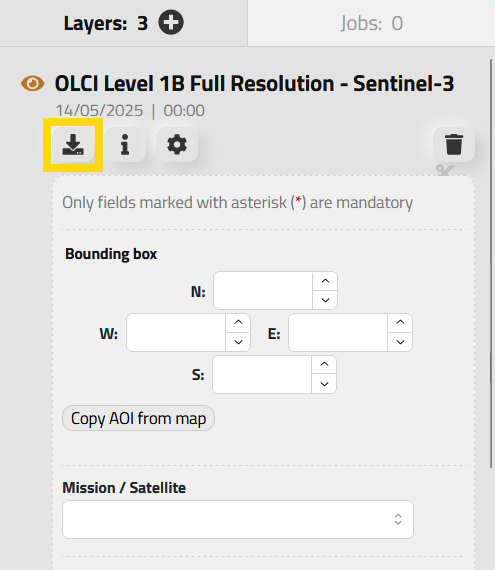 Layers: 3
Jobs: 0
OLCI Level 1B Full Resolution - Sentinel-3
14/05/2025 | 00:00
Only fields marked with asterisk (*) are mandatory
Bounding box
N:
W:
E:
S:
Copy AOI from map
Mission / Satellite